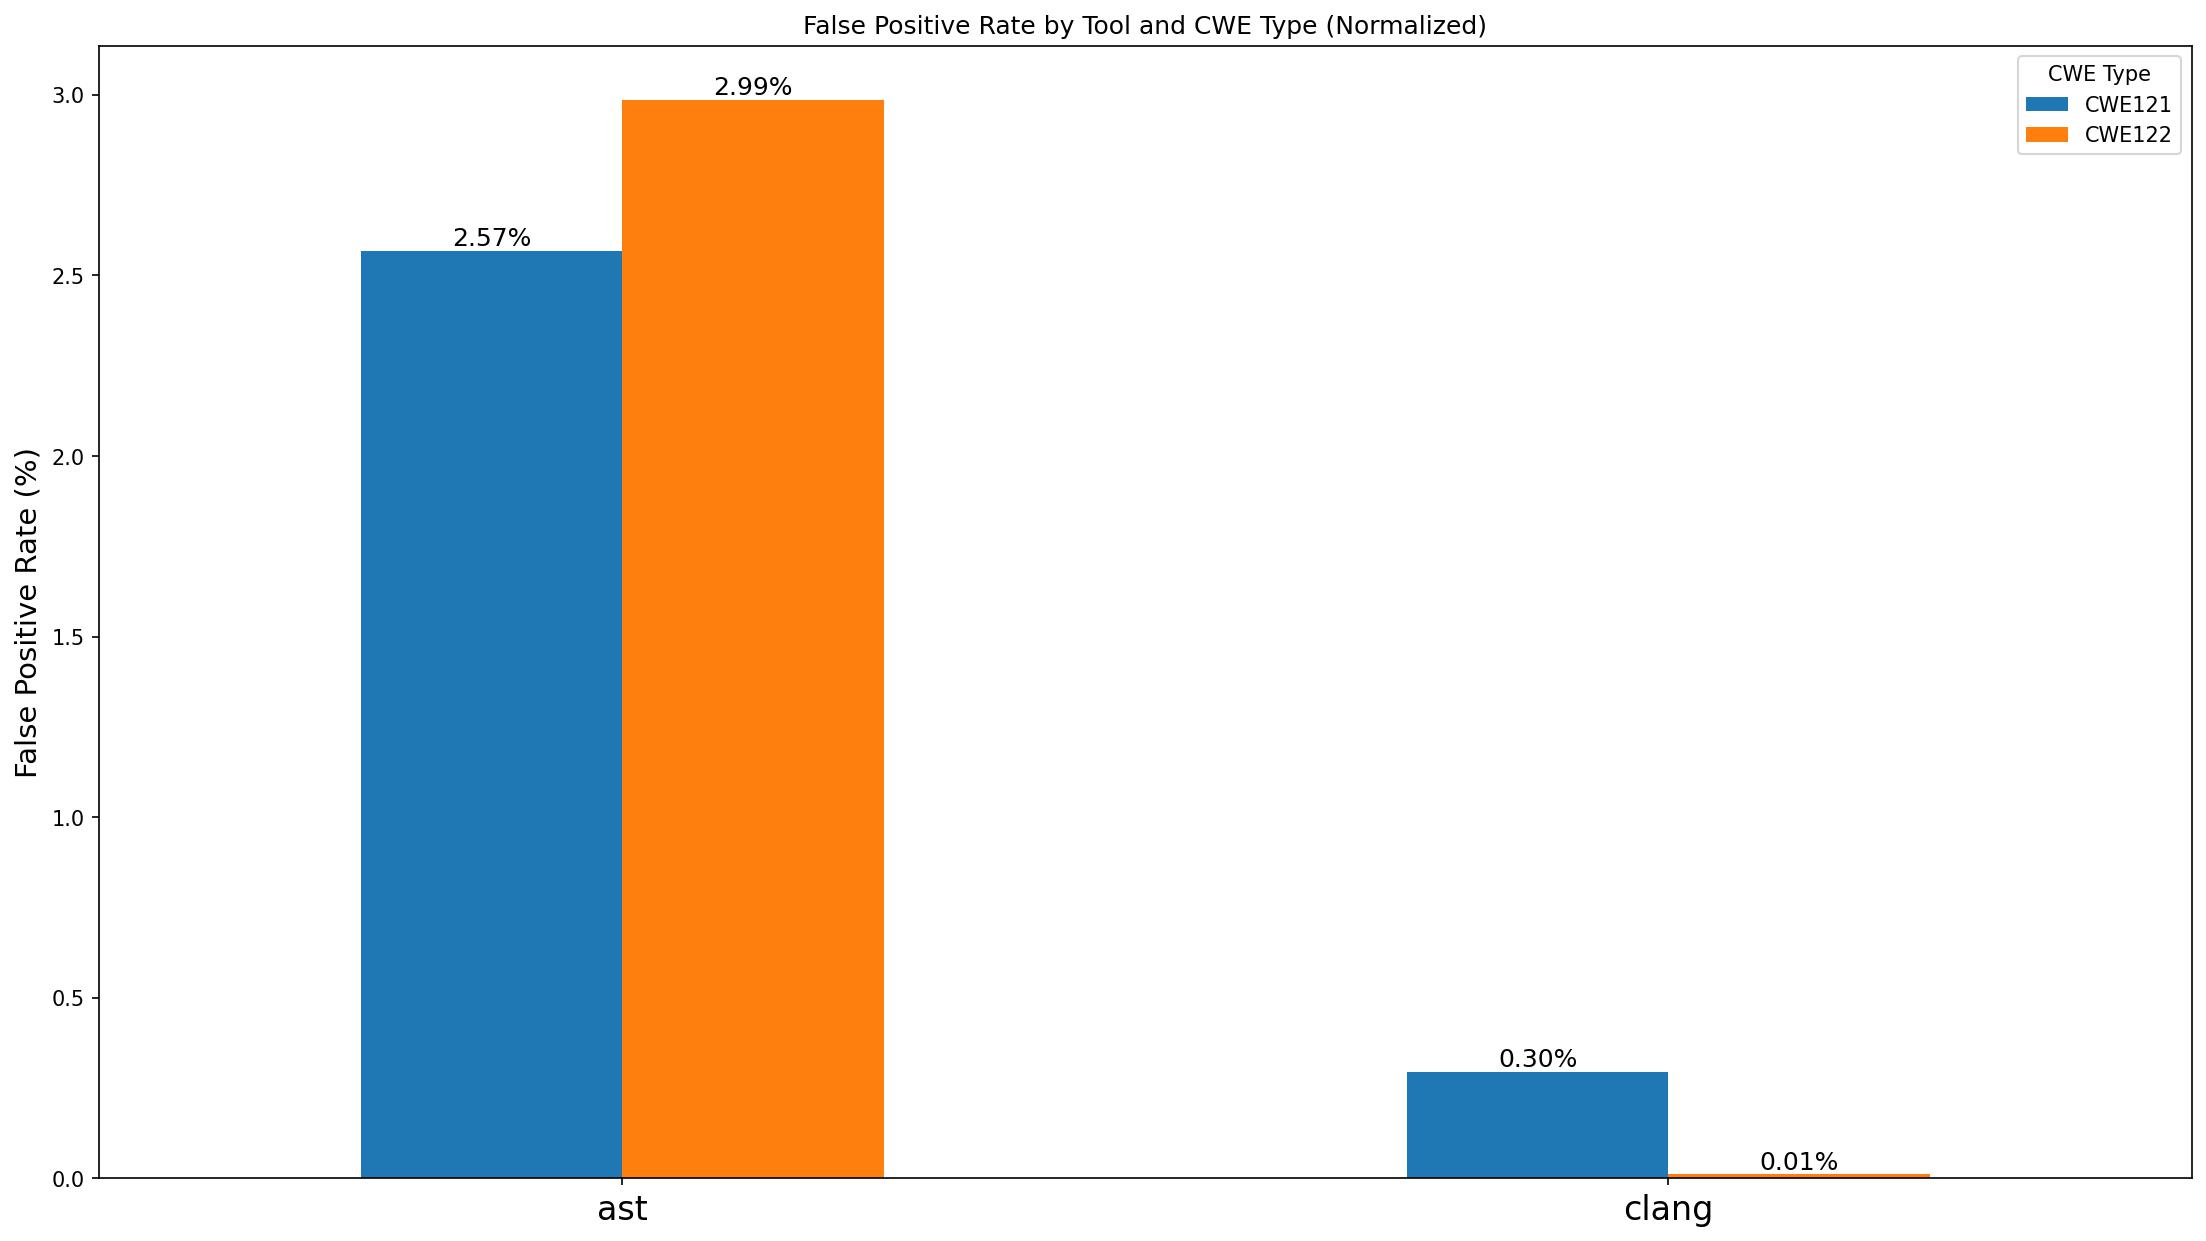 False Positive Rate by Tool and CWE Type (Normalized)
CWE Type
CWE121
CWE122
False Positive Rate (%)
3.0
2.5
2.0
1.5
1.0
0.5
0.0
2.57%
2.99%
0.30%
0.01%
ast
clang